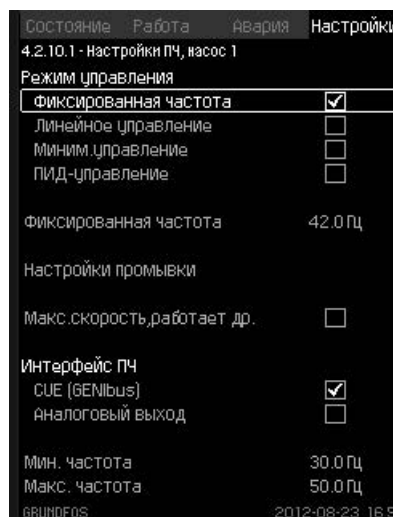 Состояние Работа Авария Настройки
4.2.10.1 - Настройки ПЧ, насос 1
Режим управления
Фиксированная частота
Линейное управление
Миним.управление
ПИД-управление
Фиксированная частота 42.0 Гц
Настройки промывки
Макс.скорость,работает др.
Интерфейс ПЧ
CUE (GENIbus)
Аналоговый выход
Мин. частота 30.0 Гц
Макс. частота 50.0 Гц
GRUNDFOS 2012-08-23